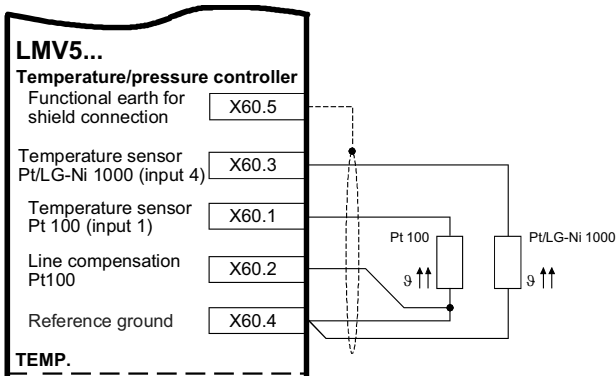 LMV5...
Temperature/pressure controller
Functional earth for
shield connection
X60.5
Temperature sensor
Pt/LG-Ni 1000 (input 4)
X60.3
Temperature sensor
Pt 100 (input 1)
X60.1
Line compensation
Pt100
X60.2
Reference ground
X60.4
TEMP.
Pt 100
ϑ
Pt/LG-Ni 1000
ϑ